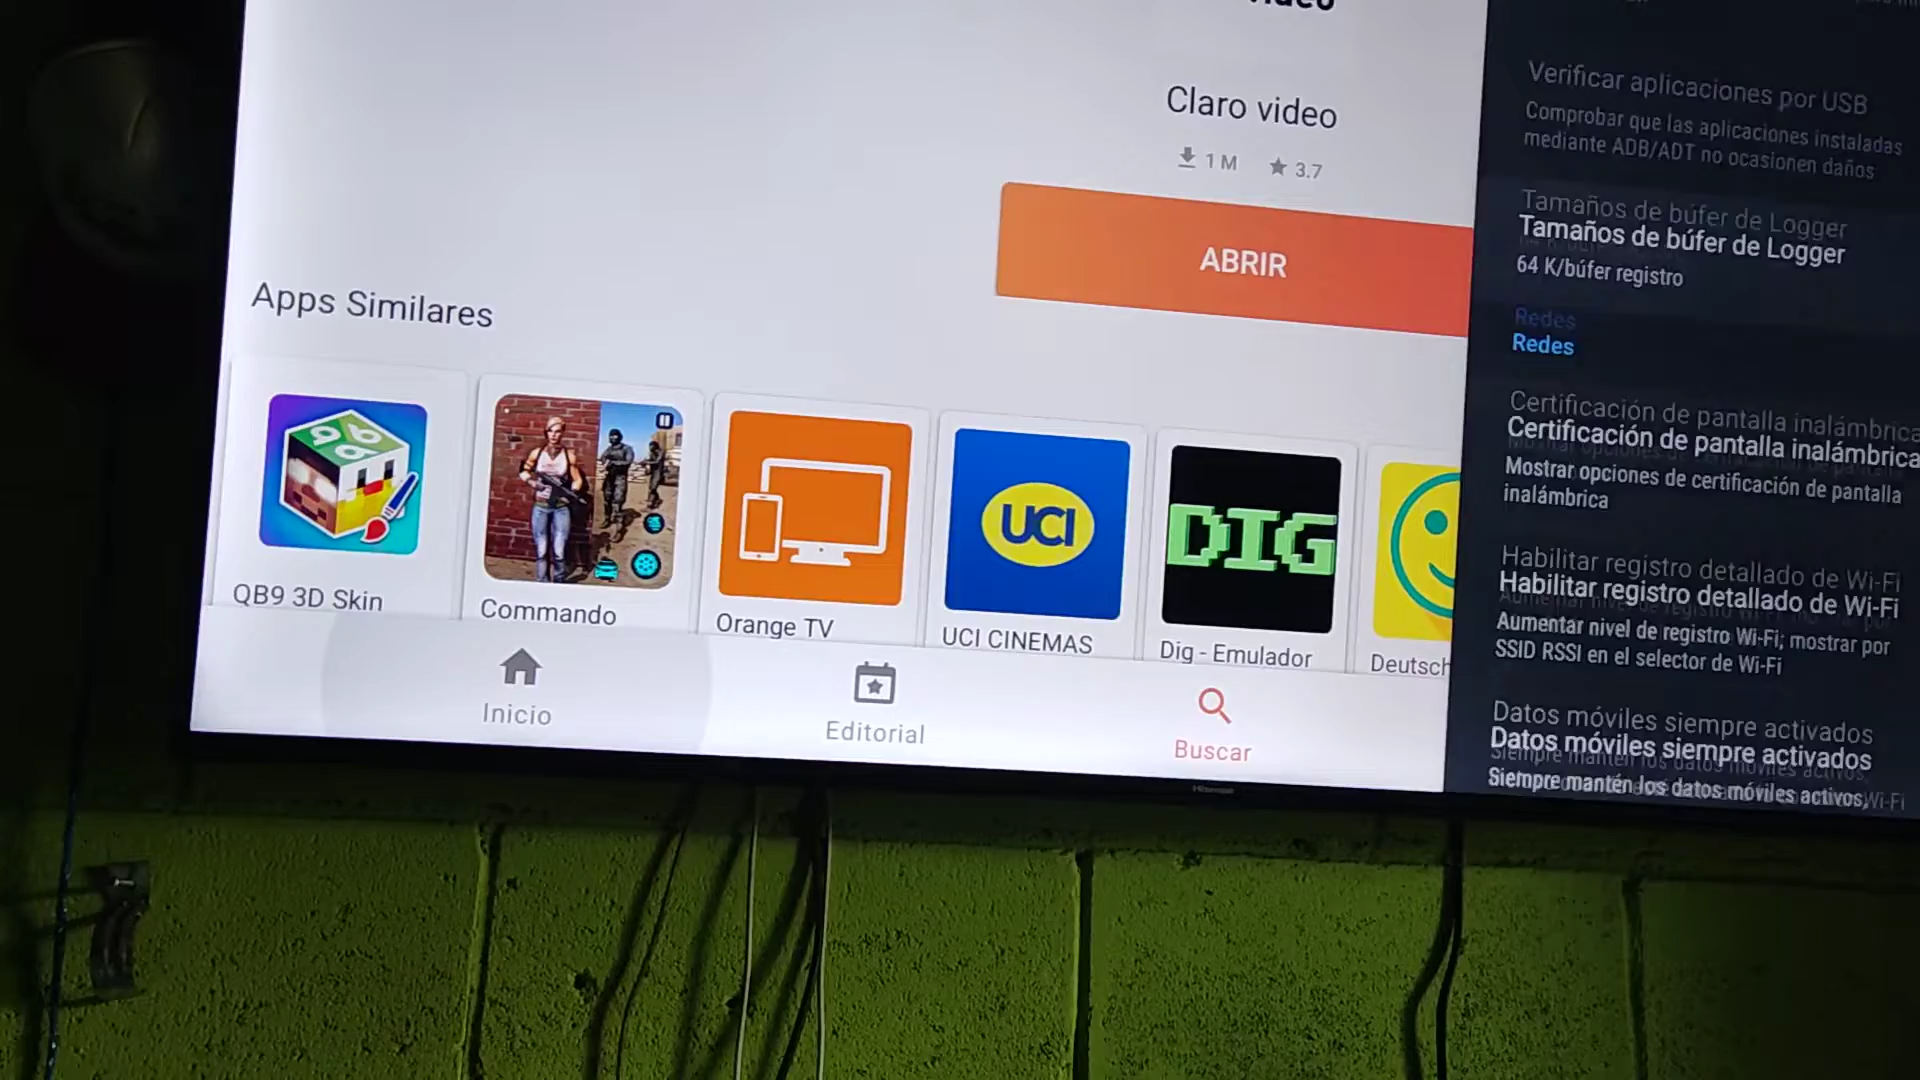 video
Claro video
1 M
3.7
ABRIR
Apps Similares
QB9 3D Skin
Commando
Orange TV
UCI
UCI CINEMAS
DIG
Dig - Emulador
Deutsch
Inicio
Editorial
Buscar
Hisense
Verificar aplicaciones por USB
Comprobar que las aplicaciones instaladas
mediante ADB/ADT no ocasionen daños
Tamaños de búfer de Logger
Tamaños de búfer de Logger
64 K/búfer registro
Redes
Redes
Certificación de pantalla inalámbrica
Certificación de pantalla inalámbrica
Mostrar opciones de certificación de pantalla
inalámbrica
Habilitar registro detallado de Wi-Fi
Habilitar registro detallado de Wi-Fi
Aumentar nivel de registro Wi-Fi; mostrar por
SSID RSSI en el selector de Wi-Fi
Datos móviles siempre activados
Datos móviles siempre activados
Siempre mantén los datos móviles activos,
Wi-Fi